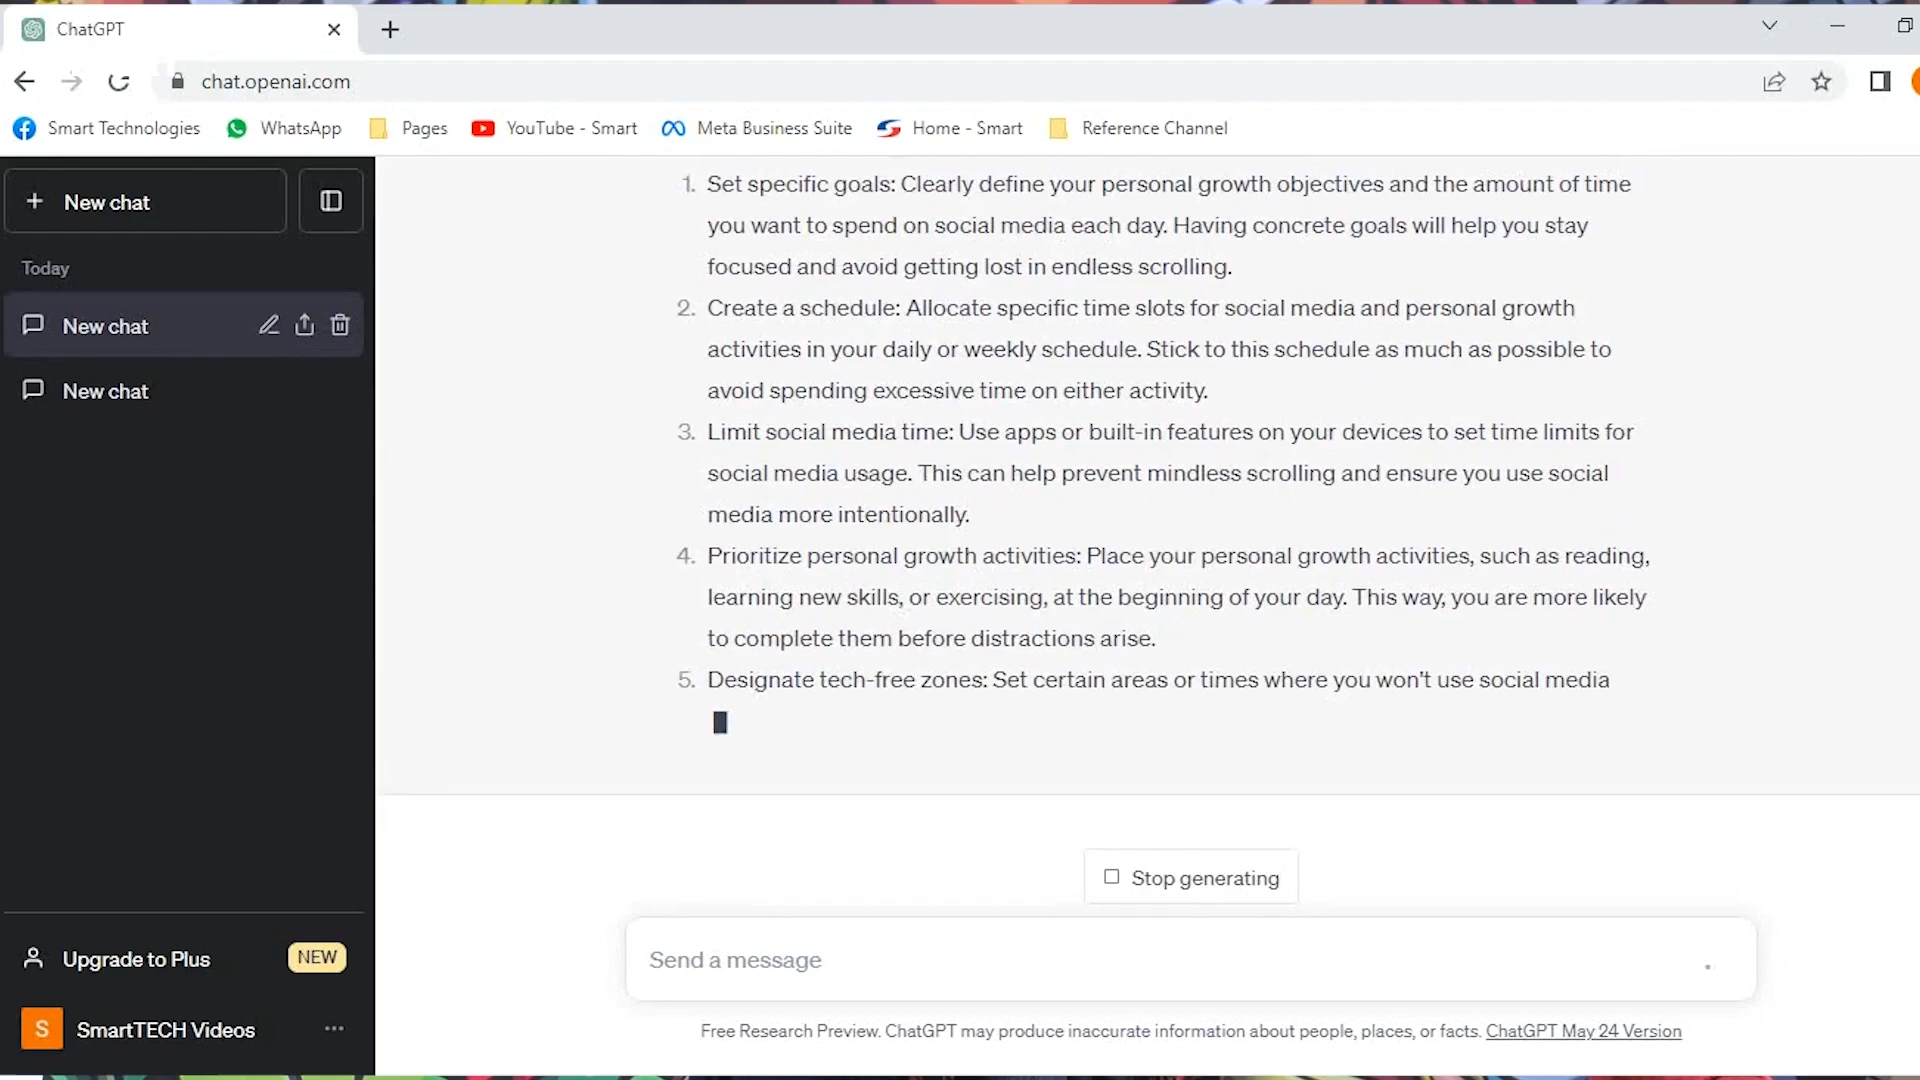 ChatGPT
chat.openai.com
Smart Technologies WhatsApp Pages YouTube - Smart Meta Business Suite Home - Smart Reference Channel
New chat
Today
New chat
New chat
1. Set specific goals: Clearly define your personal growth objectives and the amount of time
you want to spend on social media each day. Having concrete goals will help you stay
focused and avoid getting lost in endless scrolling.
2. Create a schedule: Allocate specific time slots for social media and personal growth
activities in your daily or weekly schedule. Stick to this schedule as much as possible to
avoid spending excessive time on either activity.
3. Limit social media time: Use apps or built-in features on your devices to set time limits for
social media usage. This can help prevent mindless scrolling and ensure you use social
media more intentionally.
4. Prioritize personal growth activities: Place your personal growth activities, such as reading,
learning new skills, or exercising, at the beginning of your day. This way, you are more likely
to complete them before distractions arise.
5. Designate tech-free zones: Set certain areas or times where you won't use social media
Stop generating
Send a message
Free Research Preview. ChatGPT may produce inaccurate information about people, places, or facts. ChatGPT May 24 Version
Upgrade to Plus NEW
S SmartTECH Videos